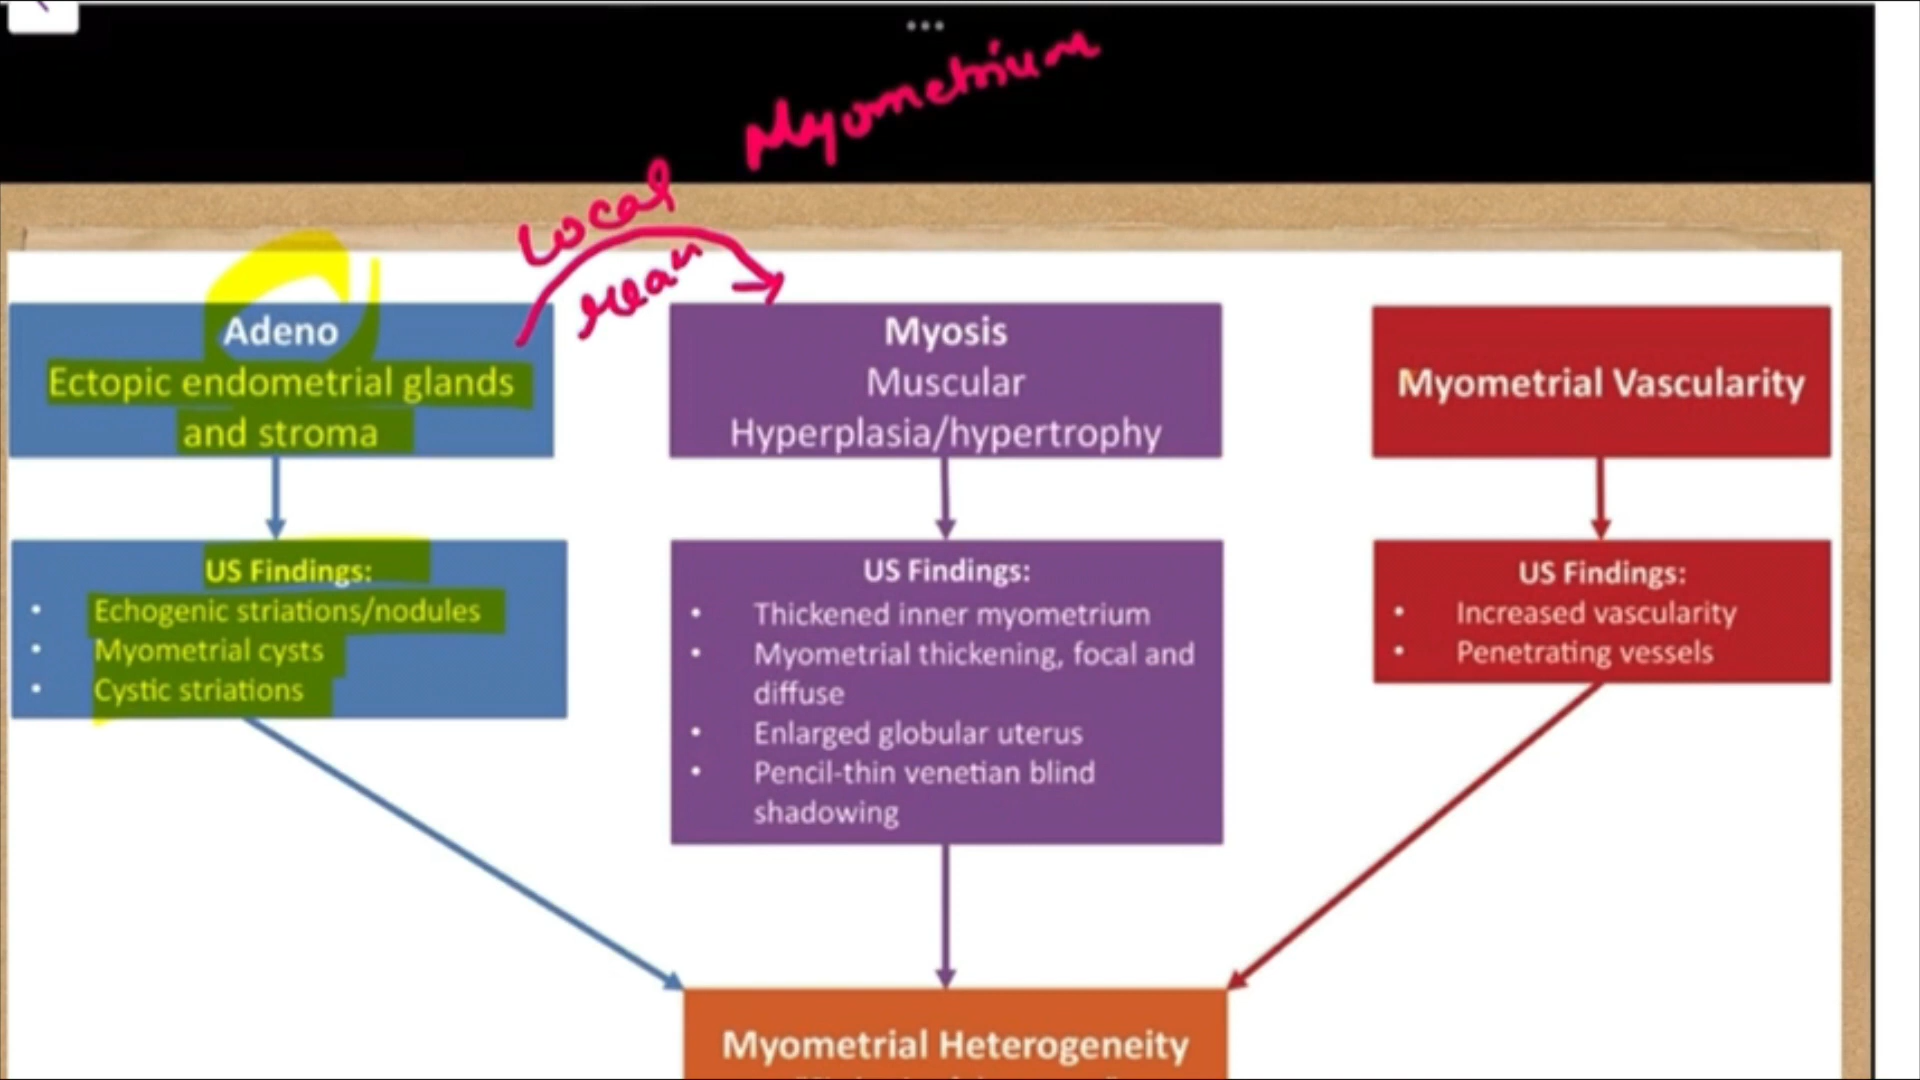 Myometrium
Local
Adeno
Ectopic endometrial glands
and stroma
Myosis
Muscular
Hyperplasia/hypertrophy
Myometrial Vascularity
US Findings:
• Echogenic striations/nodules
• Myometrial cysts
• Cystic striations
US Findings:
• Thickened inner myometrium
• Myometrial thickening, focal and
diffuse
• Enlarged globular uterus
• Pencil-thin venetian blind
shadowing
US Findings:
• Increased vascularity
• Penetrating vessels
Myometrial Heterogeneity